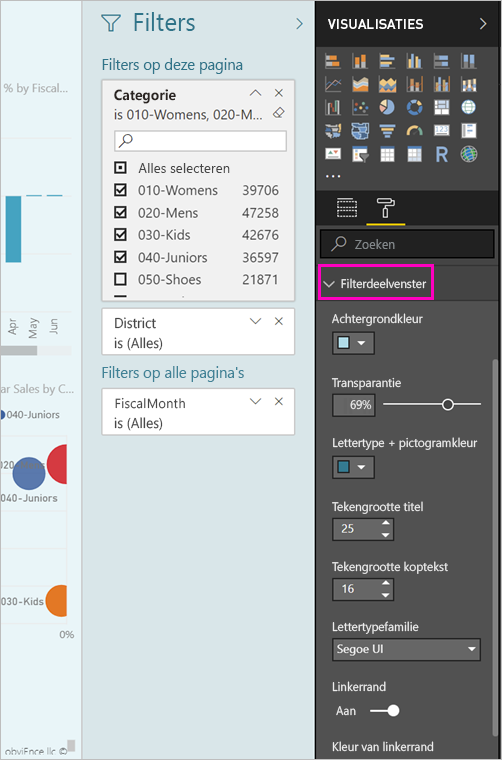 % by Fiscal...
Apr
May
Jun
ar Sales by C...
040-Juniors
020-
040-Juniors
030-Kids
0%
obviEnce llc ©
Filters
Filters op deze pagina
Categorie
is 010-Womens, 020-M...
Alles selecteren
010-Womens 39706
020-Mens 47258
030-Kids 42676
040-Juniors 36597
050-Shoes 21871
District
is (Alles)
Filters op alle pagina's
FiscalMonth
is (Alles)
VISUALISATIES
R
...
Zoeken
Filterdeelvenster
Achtergrondkleur
Transparantie
69%
Lettertype + pictogramkleur
Tekengrootte titel
25
Tekengrootte koptekst
16
Lettertypefamilie
Segoe UI
Linkerrand
Aan
Kleur van linkerrand